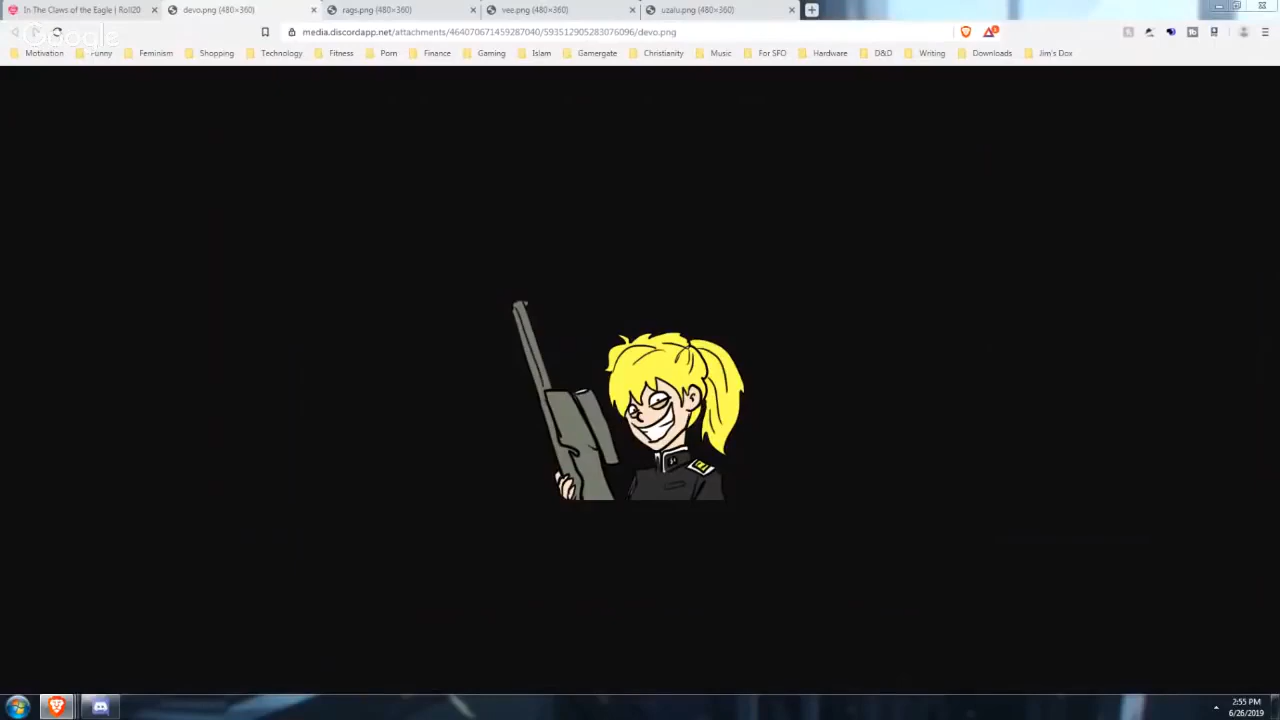 In The Claws of the Eagle | Roll20
devo.png (480×360)
rags.png (480×360)
vee.png (480×360)
uzalu.png (480×360)
media.discordapp.net/attachments/464070671459287040/593512905283076096/devo.png
Motivation
Funny
Feminism
Shopping
Technology
Fitness
Porn
Finance
Gaming
Islam
Gamergate
Christianity
Music
For SFO
Hardware
D&D
Writing
Downloads
Jim's Dox
2:55 PM
6/26/2019